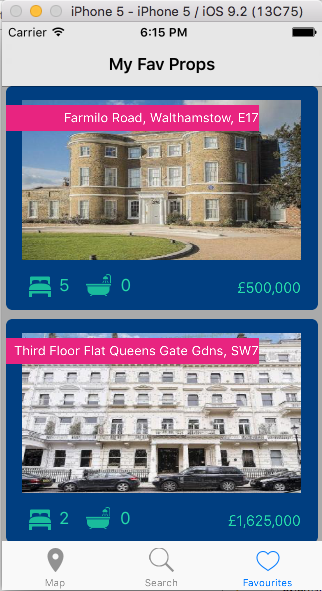 iPhone 5 - iPhone 5 / iOS 9.2 (13C75)
Carrier 6:15 PM
My Fav Props
Farmilo Road, Walthamstow, E17
5 0 £500,000
Third Floor Flat Queens Gate Gdns, SW7
2 0 £1,625,000
Map Search Favourites